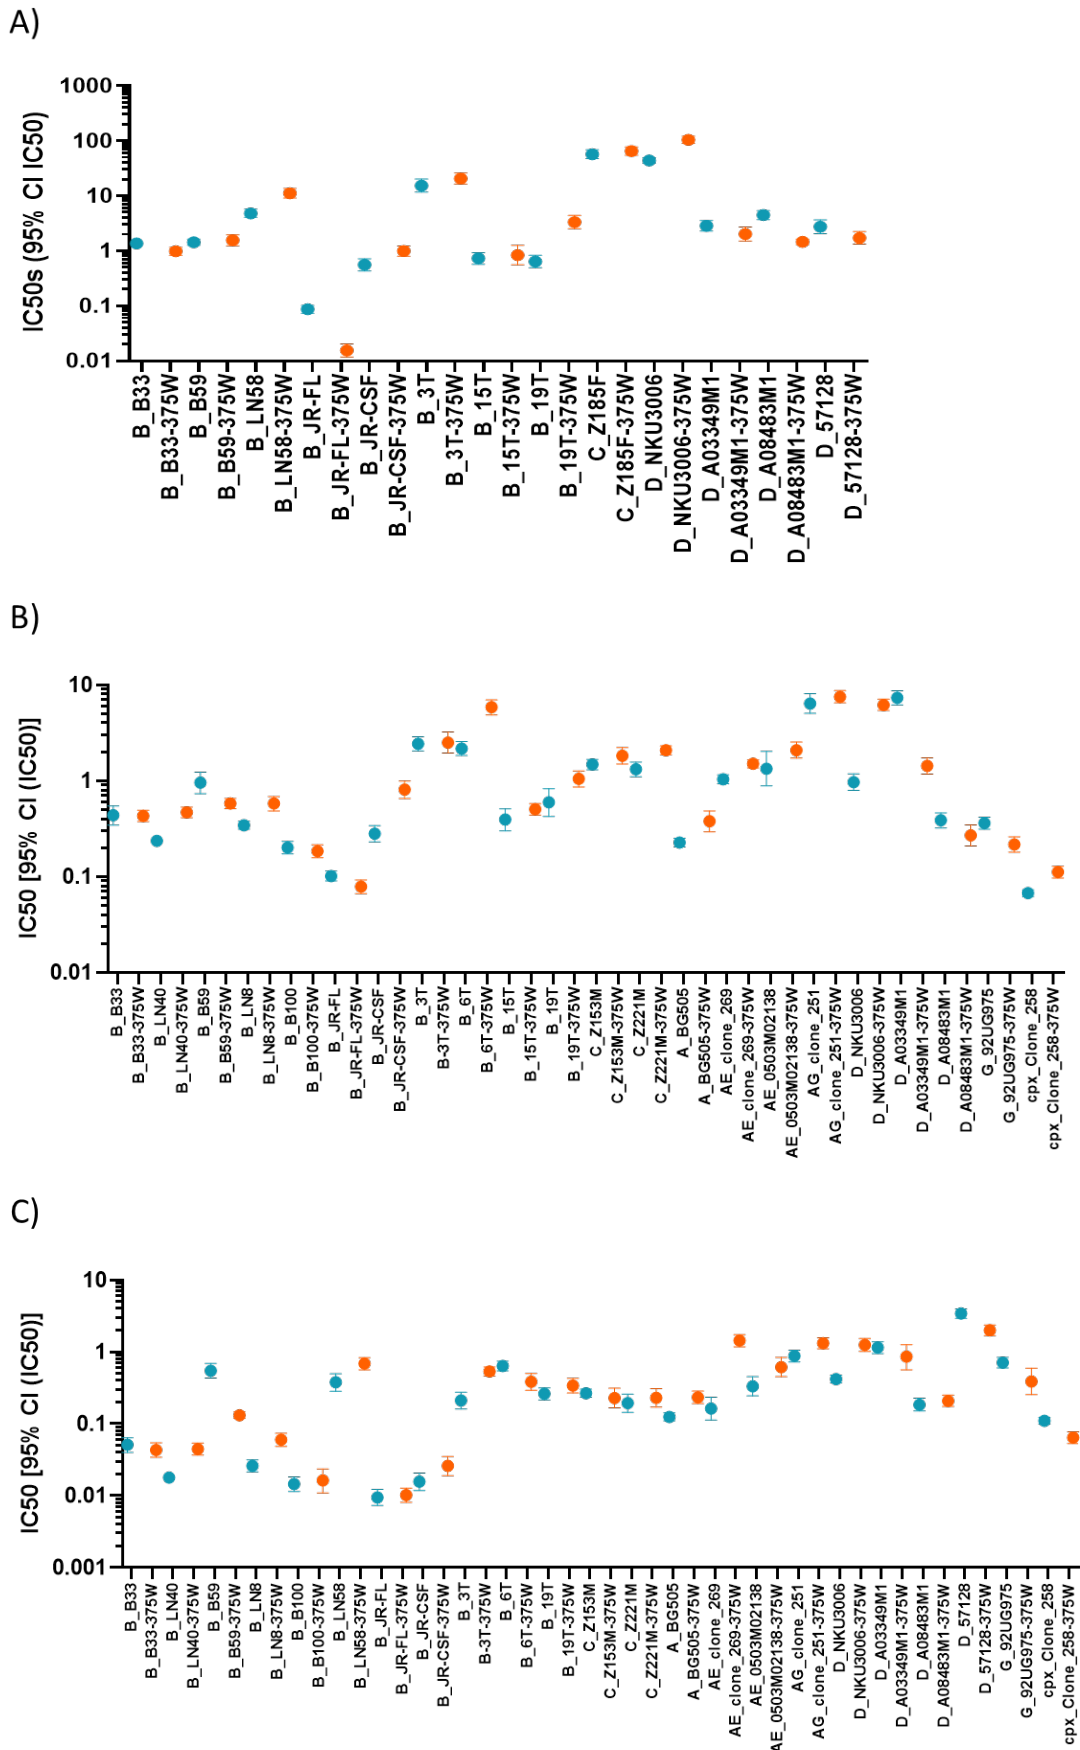 A)
IC50s (95% CI IC50)
1000
100
10
1
0.1
0.01
B_B33
B_B33-375W
B_B59
B_B59-375W
B_LN58
B_LN58-375W
B_JR-FL
B_JR-FL-375W
B_JR-CSF
B_JR-CSF-375W
B_3T
B_3T-375W
B_15T
B_15T-375W
B_19T
B_19T-375W
C_Z185F
C_Z185F-375W
D_NKU3006
D_NKU3006-375W
D_A03349M1
D_A03349M1-375W
D_A08483M1
D_A08483M1-375W
D_57128
D_57128-375W
B)
IC50 [95% CI (IC50)]
10
1
0.1
0.01
B_B33
B_B33-375W
B_LN40
B_LN40-375W
B_B59
B_B59-375W
B_LN8
B_LN8-375W
B_B100
B_B100-375W
B_JR-FL
B_JR-FL-375W
B_JR-CSF
B_JR-CSF-375W
B_3T
B-3T-375W
B_6T
B_6T-375W
B_15T
B_15T-375W
B_19T
B_19T-375W
C_Z153M
C_Z153M-375W
C_Z221M
C_Z221M-375W
A_BG505
A_BG505-375W
AE_clone_269
AE_clone_269-375W
AE_0503M02138
AE_0503M02138-375W
AG_clone_251
AG_clone_251-375W
D_NKU3006
D_NKU3006-375W
D_A03349M1
D_A03349M1-375W
D_A08483M1
D_A08483M1-375W
G_92UG975
G_92UG975-375W
cpx_Clone_258
cpx_Clone_258-375W
C)
IC50 [95% CI (IC50)]
10
1
0.1
0.01
0.001
B_B33
B_B33-375W
B_LN40
B_LN40-375W
B_B59
B_B59-375W
B_LN8
B_LN8-375W
B_B100
B_B100-375W
B_LN58
B_LN58-375W
B_JR-FL
B_JR-FL-375W
B_JR-CSF
B_JR-CSF-375W
B_3T
B-3T-375W
B_6T
B_6T-375W
B_19T
B_19T-375W
C_Z153M
C_Z153M-375W
C_Z221M
C_Z221M-375W
A_BG505
A_BG505-375W
AE_clone_269
AE_clone_269-375W
AE_0503M02138
AE_0503M02138-375W
AG_clone_251
AG_clone_251-375W
D_NKU3006
D_NKU3006-375W
D_A03349M1
D_A03349M1-375W
D_A08483M1
D_A08483M1-375W
D_57128
D_57128-375W
G_92UG975
G_92UG975-375W
cpx_Clone_258
cpx_Clone_258-375W